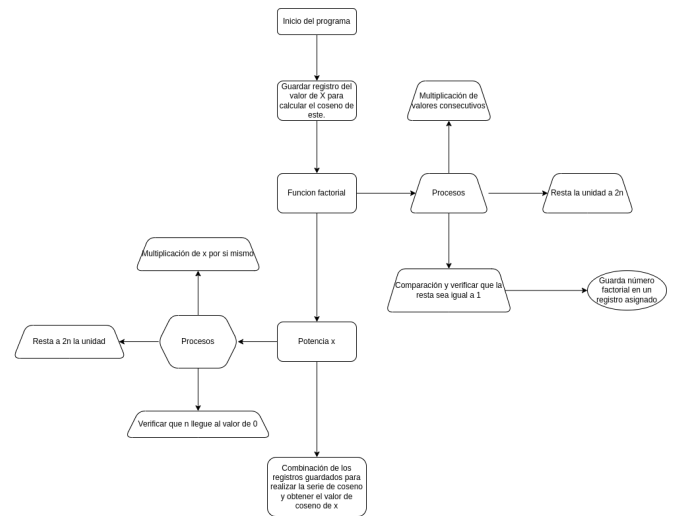 Inicio del programa
Guardar registro del
valor de X para
calcular el coseno de
este.
Multiplicación de
valores consecutivos
Funcion factorial
Procesos
Resta la unidad a 2n
Multiplicación de x por si mismo
Comparación y verificar que la
resta sea igual a 1
Guarda número
factorial en un
registro asignado
Resta a 2n la unidad
Procesos
Potencia x
Verificar que n llegue al valor de 0
Combinación de los
registros guardados para
realizar la serie de coseno
y obtener el valor de
coseno de x